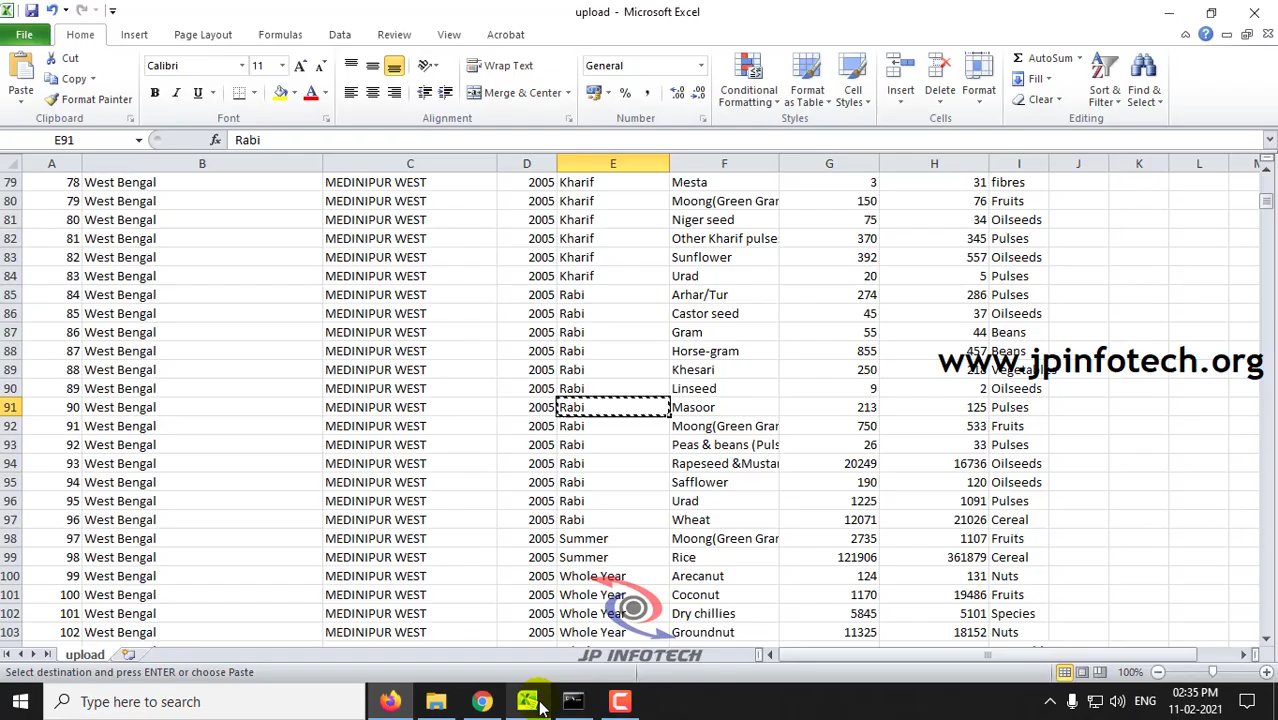 upload - Microsoft Excel
File Home Insert Page Layout Formulas Data Review View Acrobat
Paste Cut Copy Format Painter Calibri 11 Wrap Text Merge & Center General Conditional Formatting Format as Table Cell Styles Insert Delete Format AutoSum Fill Clear Sort & Filter Find & Select
Clipboard Font Alignment Number Styles Cells Editing
E91 fx Rabi
A B C D E F G H I J K L M
79 78 West Bengal MEDINIPUR WEST 2005 Kharif Mesta 3 31 fibres
80 79 West Bengal MEDINIPUR WEST 2005 Kharif Moong(Green Gran 150 76 Fruits
81 80 West Bengal MEDINIPUR WEST 2005 Kharif Niger seed 75 34 Oilseeds
82 81 West Bengal MEDINIPUR WEST 2005 Kharif Other Kharif pulse 370 345 Pulses
83 82 West Bengal MEDINIPUR WEST 2005 Kharif Sunflower 392 557 Oilseeds
84 83 West Bengal MEDINIPUR WEST 2005 Kharif Urad 20 5 Pulses
85 84 West Bengal MEDINIPUR WEST 2005 Rabi Arhar/Tur 274 286 Pulses
86 85 West Bengal MEDINIPUR WEST 2005 Rabi Castor seed 45 37 Oilseeds
87 86 West Bengal MEDINIPUR WEST 2005 Rabi Gram 55 44 Beans
88 87 West Bengal MEDINIPUR WEST 2005 Rabi Horse-gram 855 457 Beans
www.jpinfotech.org
89 88 West Bengal MEDINIPUR WEST 2005 Rabi Khesari 250 218 Vegetables
90 89 West Bengal MEDINIPUR WEST 2005 Rabi Linseed 9 2 Oilseeds
91 90 West Bengal MEDINIPUR WEST 2005 Rabi Masoor 213 125 Pulses
92 91 West Bengal MEDINIPUR WEST 2005 Rabi Moong(Green Gran 750 533 Fruits
93 92 West Bengal MEDINIPUR WEST 2005 Rabi Peas & beans (Puls 26 33 Pulses
94 93 West Bengal MEDINIPUR WEST 2005 Rabi Rapeseed &Mustar 20249 16736 Oilseeds
95 94 West Bengal MEDINIPUR WEST 2005 Rabi Safflower 190 120 Oilseeds
96 95 West Bengal MEDINIPUR WEST 2005 Rabi Urad 1225 1091 Pulses
97 96 West Bengal MEDINIPUR WEST 2005 Rabi Wheat 12071 21026 Cereal
98 97 West Bengal MEDINIPUR WEST 2005 Summer Moong(Green Gran 2735 1107 Fruits
99 98 West Bengal MEDINIPUR WEST 2005 Summer Rice 121906 361879 Cereal
100 99 West Bengal MEDINIPUR WEST 2005 Whole Year Arecanut 124 131 Nuts
101 100 West Bengal MEDINIPUR WEST 2005 Whole Year Coconut 1170 19486 Fruits
102 101 West Bengal MEDINIPUR WEST 2005 Whole Year Dry chillies 5845 5101 Species
103 102 West Bengal MEDINIPUR WEST 2005 Whole Year Groundnut 11325 18152 Nuts
upload JP INFOTECH
Select destination and press ENTER or choose Paste 100%
Type here to search ENG 02:35 PM
11-02-2021